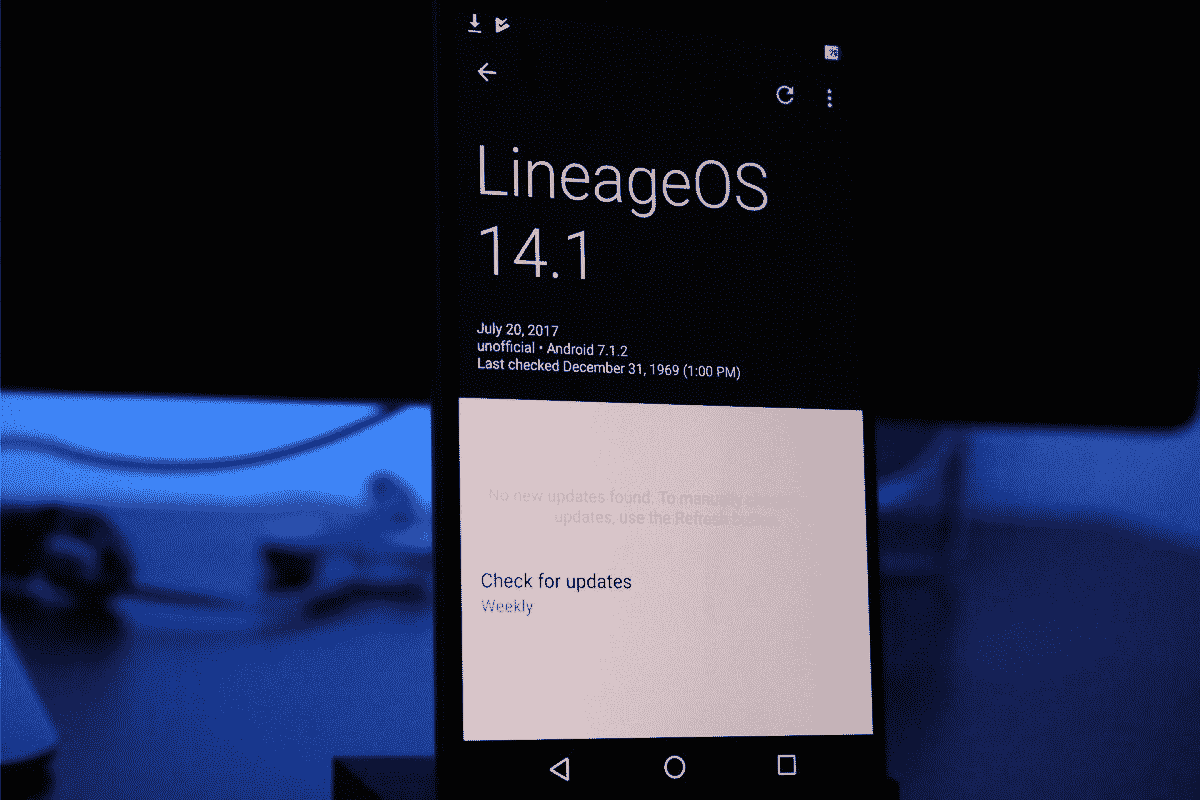 LineageOS
14.1
July 20, 2017
unofficial • Android 7.1.2
Last checked December 31, 1969 (1:00 PM)
No new updates found. To manually
updates, use the Refresh
Check for updates
Weekly